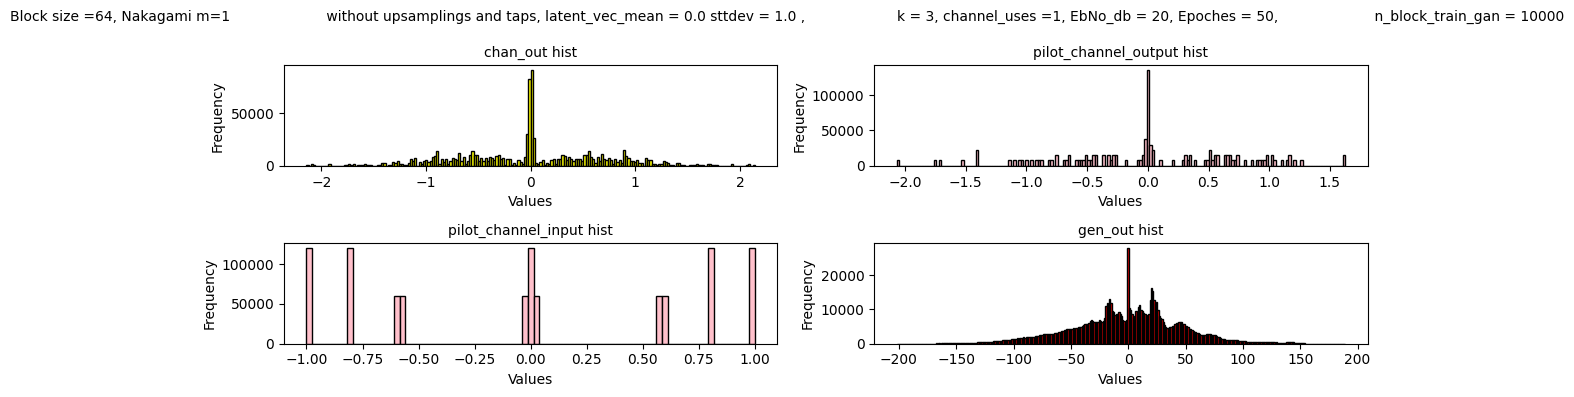 Block size =64, Nakagami m=1 without upsamplings and taps, latent_vec_mean = 0.0 sttdev = 1.0 , k = 3, channel_uses =1, EbNo_db = 20, Epoches = 50, n_block_train_gan = 10000
chan_out hist
Frequency
50000
0
−2 −1 0 1 2
Values
pilot_channel_output hist
Frequency
100000
50000
0
−2.0 −1.5 −1.0 −0.5 0.0 0.5 1.0 1.5
Values
pilot_channel_input hist
Frequency
100000
50000
0
−1.00 −0.75 −0.50 −0.25 0.00 0.25 0.50 0.75 1.00
Values
gen_out hist
Frequency
20000
10000
0
−200 −150 −100 −50 0 50 100 150 200
Values